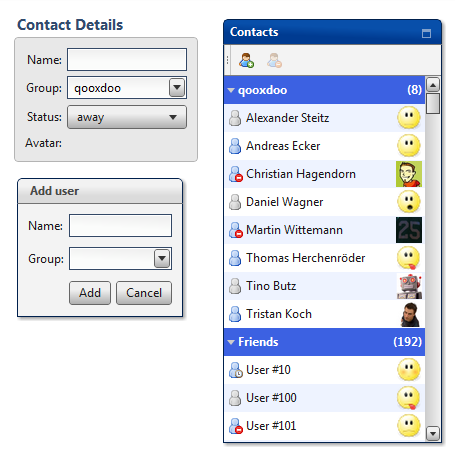 Contact Details
Name:
Group: qooxdoo
Status: away
Avatar:
Add user
Name:
Group:
Add Cancel
Contacts
qooxdoo (8)
Alexander Steitz
Andreas Ecker
Christian Hagendorn
Daniel Wagner
Martin Wittemann
25
Thomas Herchenröder
Tino Butz
Tristan Koch
Friends (192)
User #10
User #100
User #101